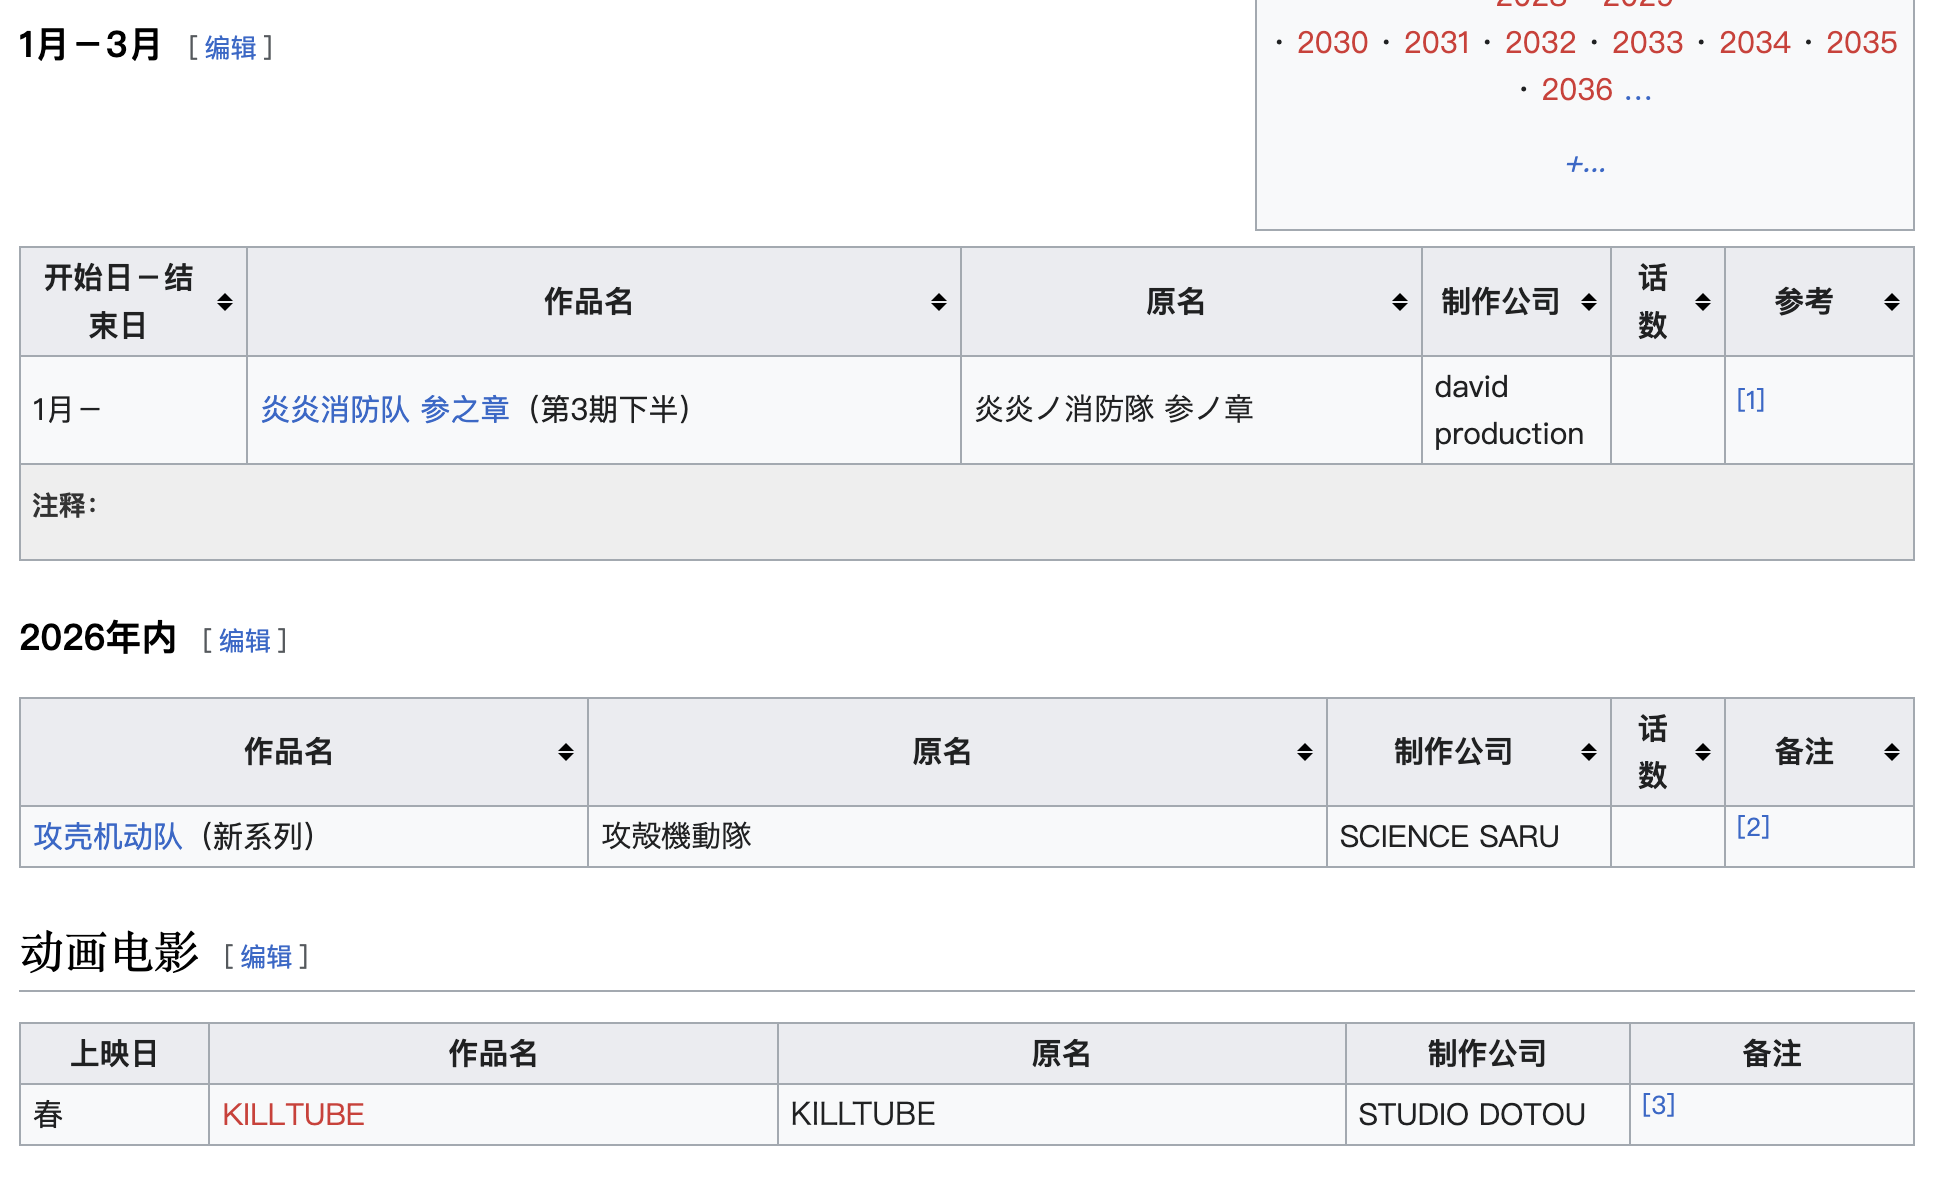 1月－3月 [编辑]
2028 · 2029
· 2030 · 2031 · 2032 · 2033 · 2034 · 2035
· 2036 …
+...
开始日－结束日 作品名 原名 制作公司 话数 参考
1月－ 炎炎消防队 参之章（第3期下半） 炎炎ノ消防隊 参ノ章 david production [1]
注释：
2026年内 [编辑]
作品名 原名 制作公司 话数 备注
攻壳机动队（新系列） 攻殻機動隊 SCIENCE SARU [2]
动画电影 [编辑]
上映日 作品名 原名 制作公司 备注
春 KILLTUBE KILLTUBE STUDIO DOTOU [3]